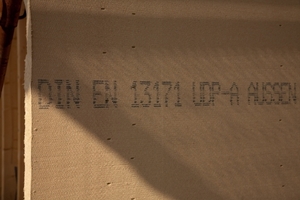 DIN EN 13171 UDP-A AUSSEN